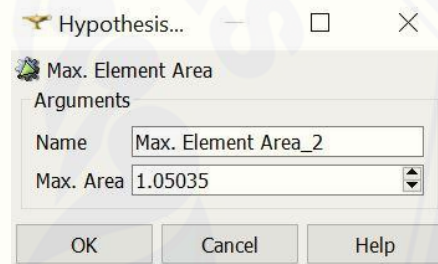 Hypothesis...
Max. Element Area
Arguments
Name Max. Element Area_2
Max. Area 1.05035
OK Cancel Help